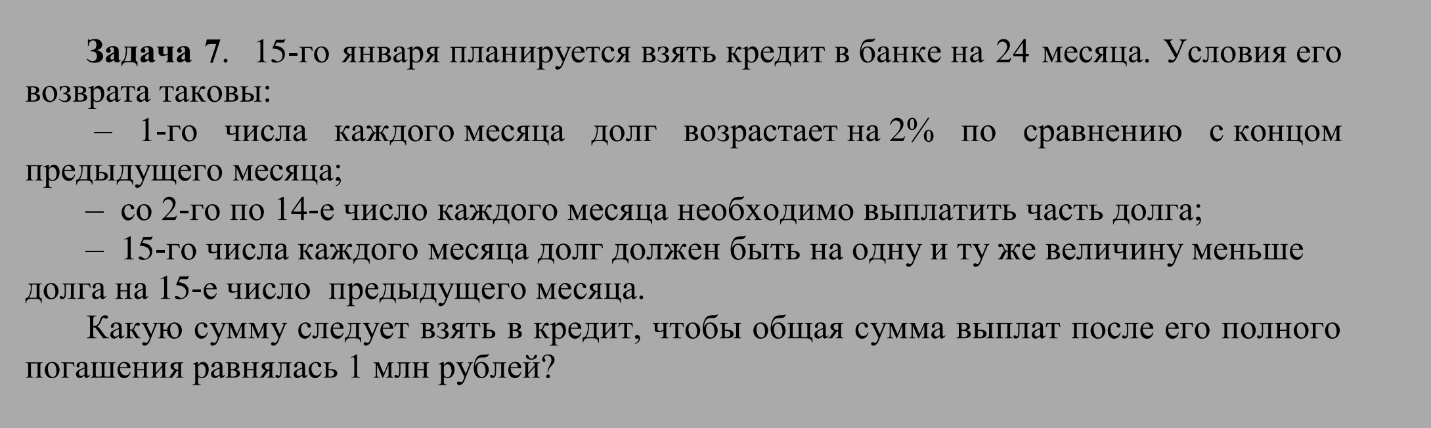 Задача 7. 15-го января планируется взять кредит в банке на 24 месяца. Условия его
возврата таковы:
– 1-го числа каждого месяца долг возрастает на 2% по сравнению с концом
предыдущего месяца;
– со 2-го по 14-е число каждого месяца необходимо выплатить часть долга;
– 15-го числа каждого месяца долг должен быть на одну и ту же величину меньше
долга на 15-е число предыдущего месяца.
Какую сумму следует взять в кредит, чтобы общая сумма выплат после его полного
погашения равнялась 1 млн рублей?